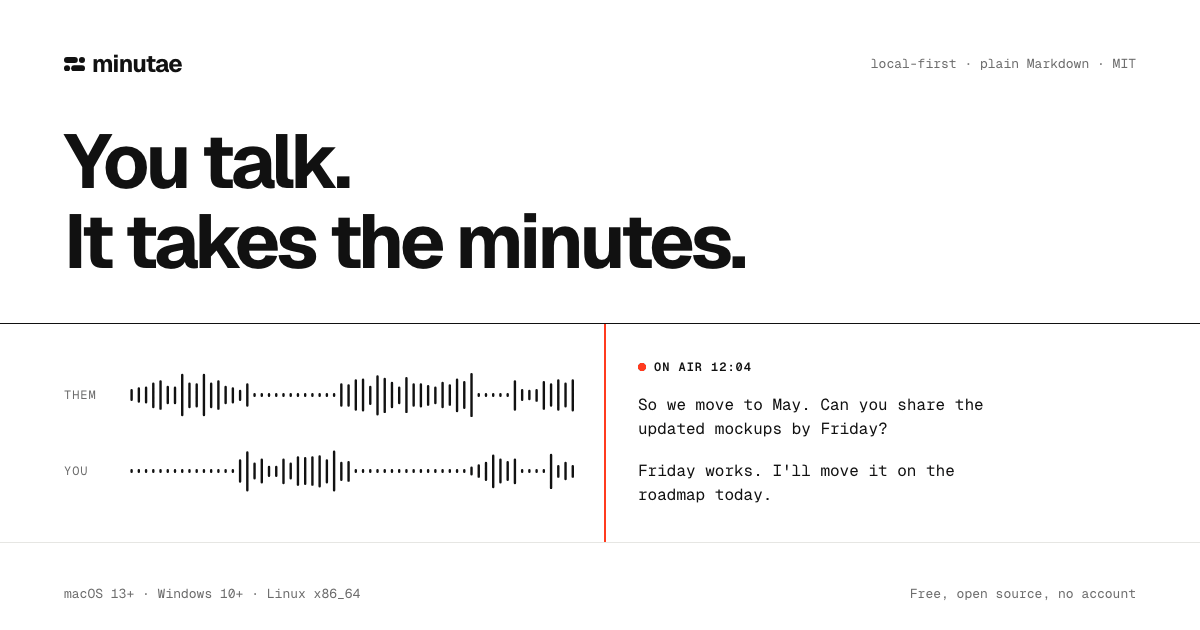 minutae
local-first · plain Markdown · MIT
You talk.
It takes the minutes.
THEM
YOU
ON AIR 12:04
So we move to May. Can you share the
updated mockups by Friday?
Friday works. I'll move it on the
roadmap today.
macOS 13+ · Windows 10+ · Linux x86_64
Free, open source, no account